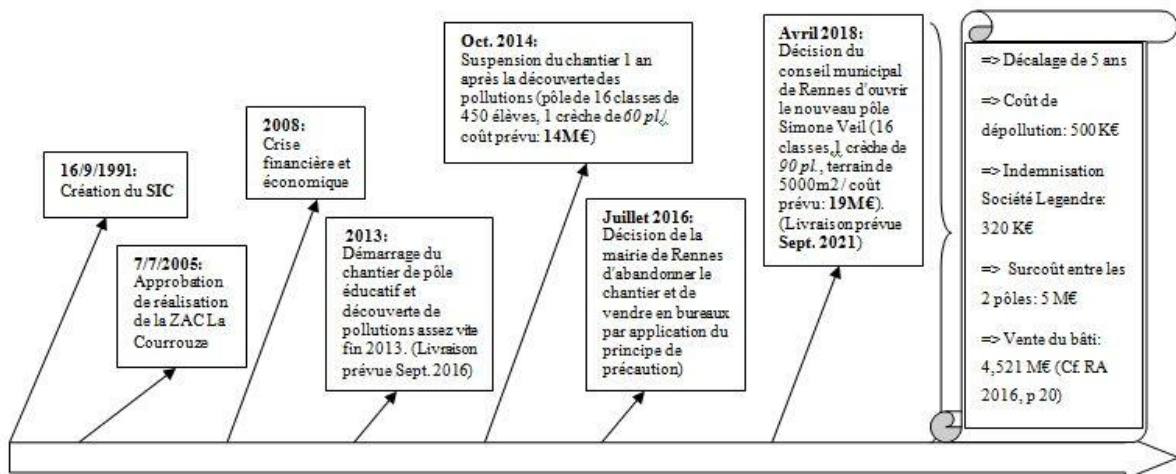 16/9/1991:
Création du SIC
7/7/2005:
Approbation
de réalisation
de la ZAC La
Courrouze
2008:
Crise
financière et
économique
2013:
Démarrage du
chantier de pôle
éducatif et
découverte de
pollutions assez vite
fin 2013. (Livraison
prévue Sept. 2016)
Oct. 2014:
Suspension du chantier 1 an
après la découverte des
pollutions (pôle de 16 classes de
450 élèves, 1 crèche de 60 pl./
coût prévu: 14M€)
Juillet 2016:
Décision de la
mairie de Rennes
d'abandonner le
chantier et de
vendre en bureaux
par application du
principe de
précaution)
Avril 2018:
Décision du
conseil municipal
de Rennes d'ouvrir
le nouveau pôle
Simone Veil (16
classes, 1 crèche de
90 pl., terrain de
5000m2 / coût
prévu: 19M€).
(Livraison prévue
Sept. 2021)
=> Décalage de 5 ans
=> Coût de
dépollution: 500 K€
=> Indemnisation
Société Legendre:
320 K€
=> Surcoût entre les
2 pôles: 5 M€
=> Vente du bâti:
4,521 M€ (Cf. RA
2016, p 20)